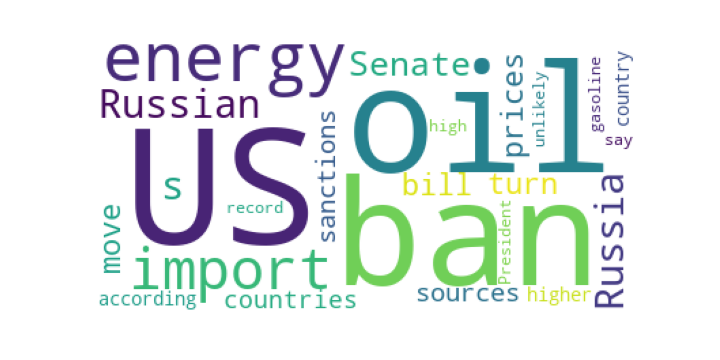 energy
Senate
oil
prices
unlikely
gasoline
country
Russian
US
high
say
sanctions
ban
s
bill
turn
Russia
record
move
import
President
according
countries
sources
higher